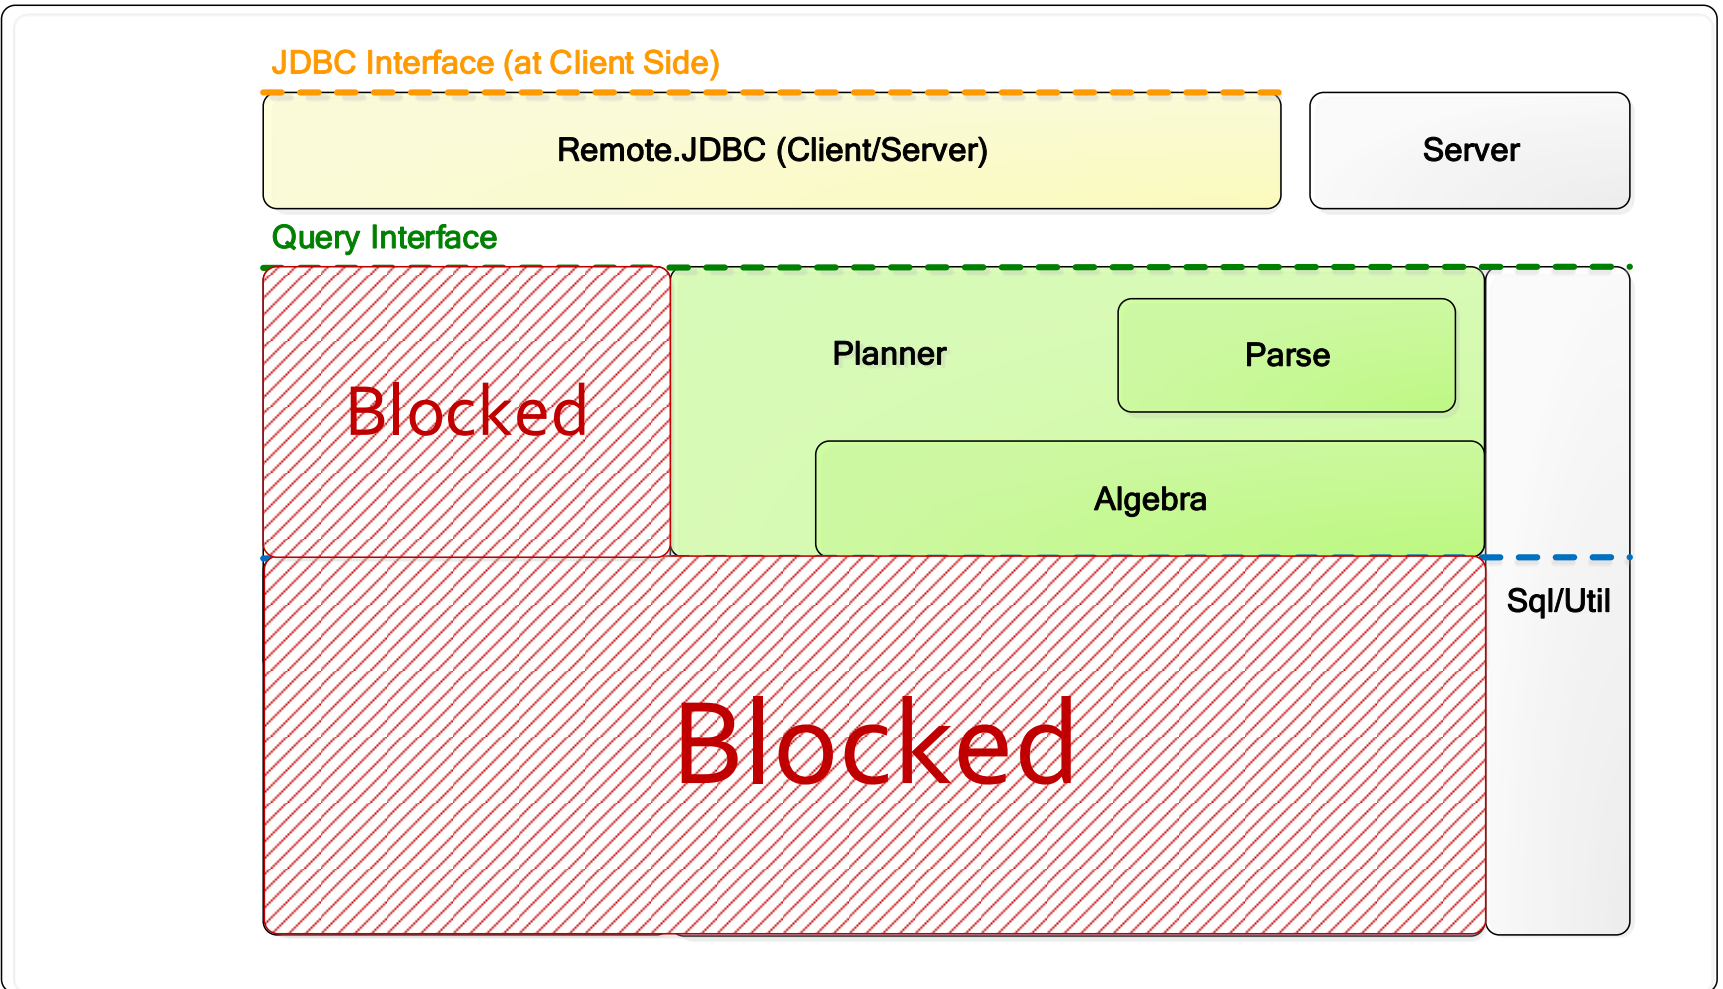 JDBC Interface (at Client Side)
Remote.JDBC (Client/Server)
Server
Query Interface
Blocked
Planner
Parse
Algebra
Sql/Util
Blocked